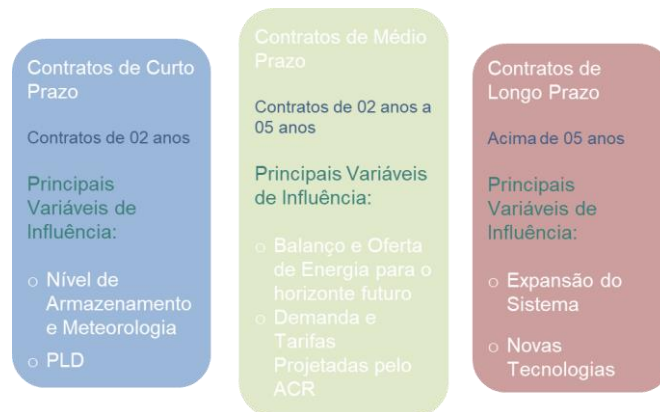 Contratos de Curto
Prazo
Contratos de 02 anos
Principais
Variáveis de
Influência:
o Nível de
Armazenamento
e Meteorologia
o PLD
Contratos de Médio
Prazo
Contratos de 02 anos a
05 anos
Principais Variáveis
de Influência:
o Balanço e Oferta
de Energia para o
horizonte futuro
o Demanda e
Tarifas
Projetadas pelo
ACR
Contratos de
Longo Prazo
Acima de 05 anos
Principais
Variáveis de
Influência:
o Expansão do
Sistema
o Novas
Tecnologias